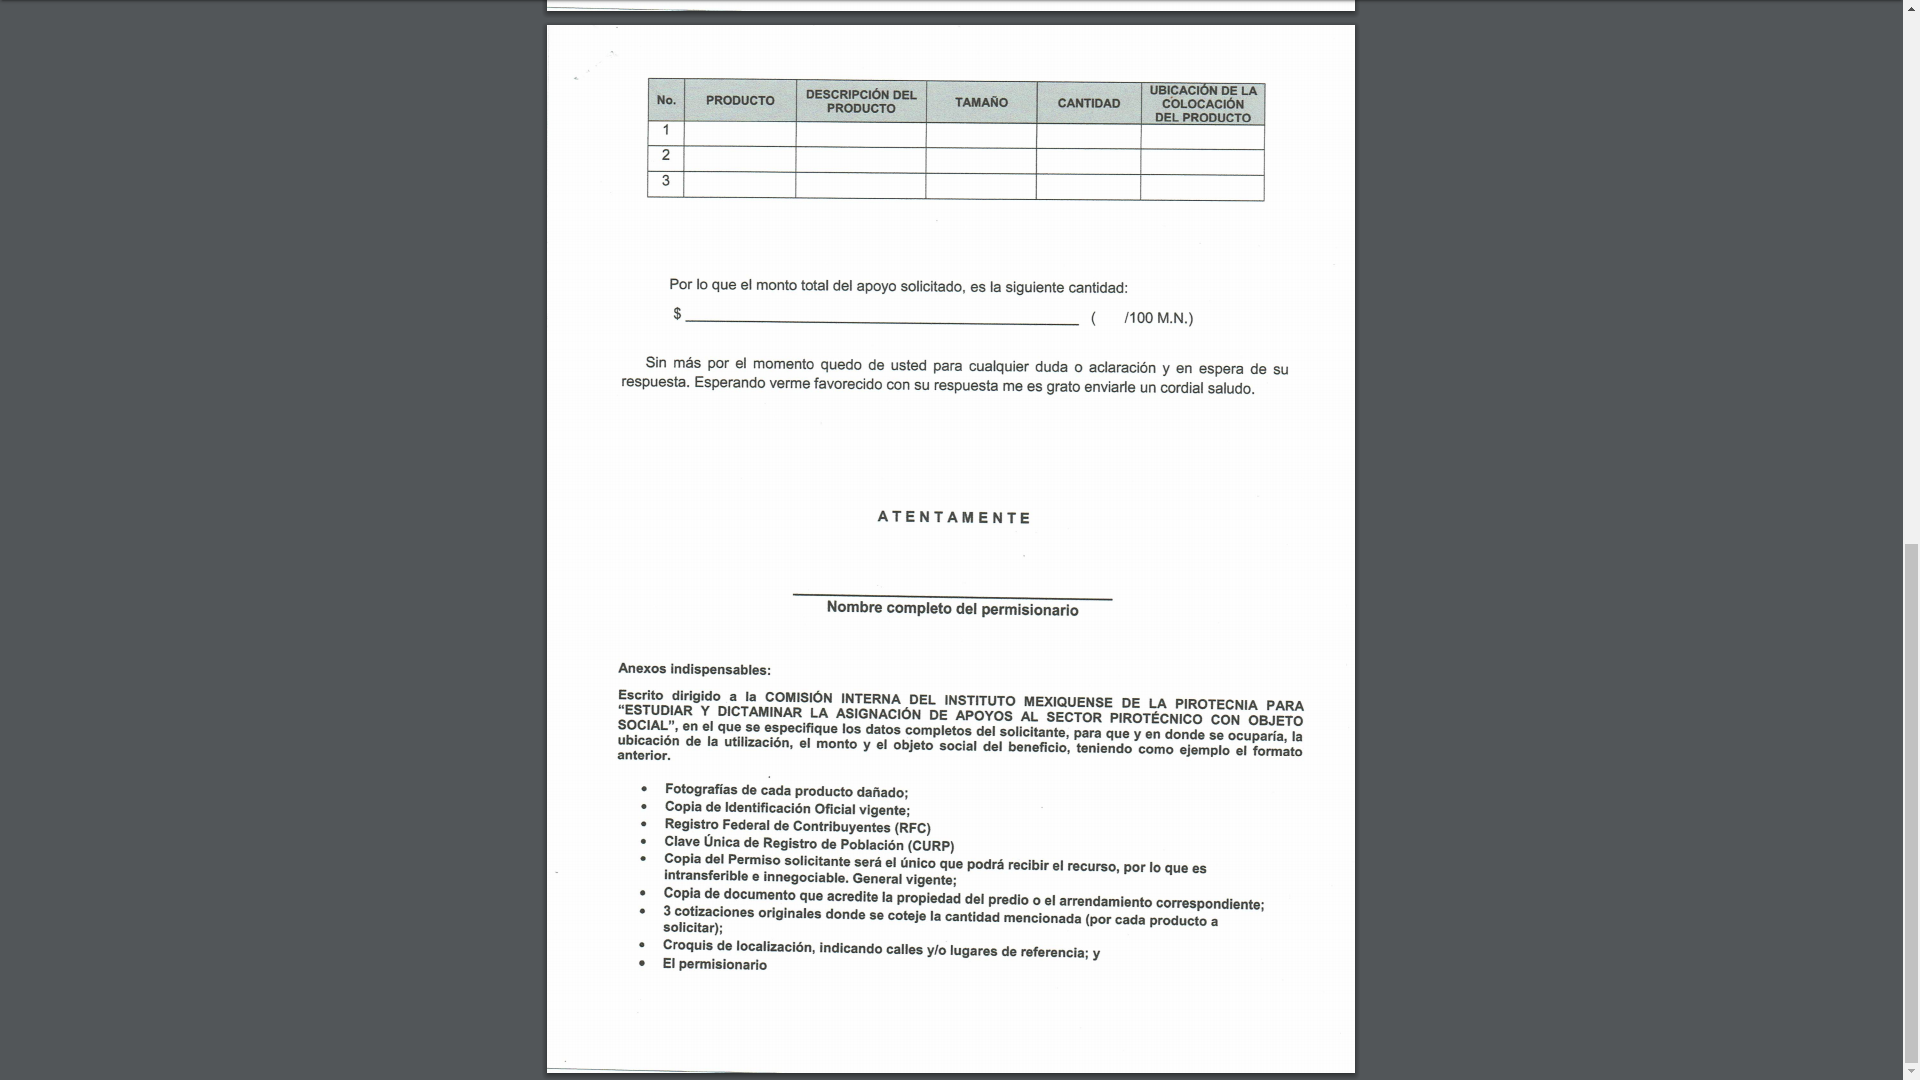 No. PRODUCTO DESCRIPCIÓN DEL PRODUCTO TAMAÑO CANTIDAD UBICACIÓN DE LA COLOCACIÓN DEL PRODUCTO
1
2
3
Por lo que el monto total del apoyo solicitado, es la siguiente cantidad:
$ ( /100 M.N.)
Sin más por el momento quedo de usted para cualquier duda o aclaración y en espera de su
respuesta. Esperando verme favorecido con su respuesta me es grato enviarle un cordial saludo.
A T E N T A M E N T E
Nombre completo del permisionario
Anexos indispensables:
Escrito dirigido a la COMISIÓN INTERNA DEL INSTITUTO MEXIQUENSE DE LA PIROTECNIA PARA
“ESTUDIAR Y DICTAMINAR LA ASIGNACIÓN DE APOYOS AL SECTOR PIROTÉCNICO CON OBJETO
SOCIAL”, en el que se especifique los datos completos del solicitante, para que y en donde se ocuparía, la
ubicación de la utilización, el monto y el objeto social del beneficio, teniendo como ejemplo el formato
anterior.
• Fotografías de cada producto dañado;
• Copia de Identificación Oficial vigente;
• Registro Federal de Contribuyentes (RFC)
• Clave Única de Registro de Población (CURP)
• Copia del Permiso solicitante será el único que podrá recibir el recurso, por lo que es
intransferible e innegociable. General vigente;
• Copia de documento que acredite la propiedad del predio o el arrendamiento correspondiente;
• 3 cotizaciones originales donde se coteje la cantidad mencionada (por cada producto a
solicitar);
• Croquis de localización, indicando calles y/o lugares de referencia; y
• El permisionario